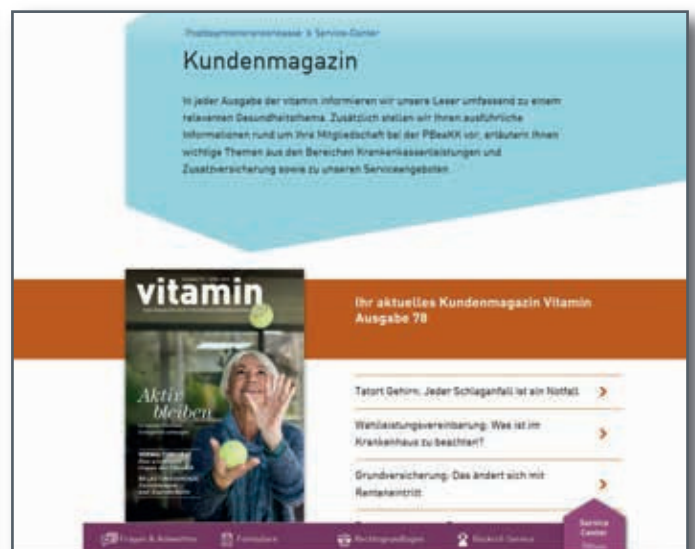 Postbeamtenkrankenkasse > Service-Center
Kundenmagazin
In jeder Ausgabe der vitamin informieren wir unsere Leser umfassend zu einem
relevanten Gesundheitsthema. Zusätzlich stellen wir Ihnen ausführliche
Informationen rund um Ihre Mitgliedschaft bei der PBeaKK vor, erläutern Ihnen
wichtige Themen aus den Bereichen Krankenkassenleistungen und
Zusatzversicherung sowie zu unseren Serviceangeboten.
vitamin
Aktiv
bleiben
Ihr aktuelles Kundenmagazin Vitamin
Ausgabe 78
Tatort Gehirn: Jeder Schlaganfall ist ein Notfall
Wahlleistungsvereinbarung: Was ist im
Krankenhaus zu beachten?
Grundversicherung: Das ändert sich mit
Renteneintritt
Fragen & Antworten
Formulare
Rechtsgrundlagen
Rückruf-Service
Service
Center